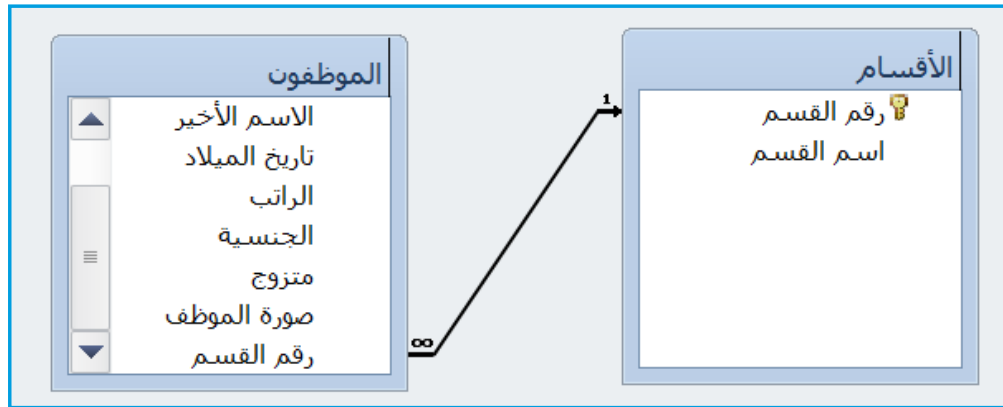 الأقسام
رقم القسم
اسم القسم
1
الموظفون
الاسم الأخير
تاريخ الميلاد
الراتب
الجنسية
متزوج
صورة الموظف
رقم القسم
∞